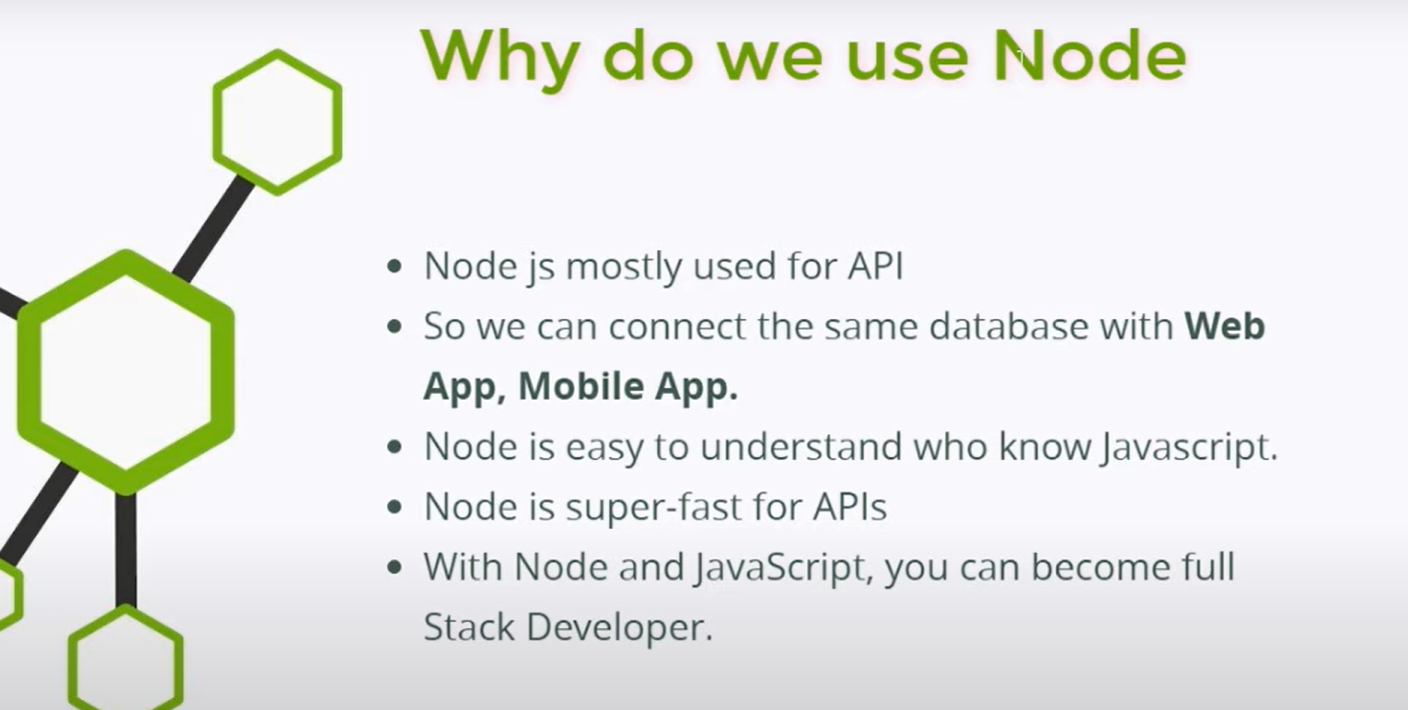 Why do we use Node
Node js mostly used for API
So we can connect the same database with Web
App, Mobile App.
Node is easy to understand who know Javascript.
Node is super-fast for APIs
With Node and JavaScript, you can become full
Stack Developer.